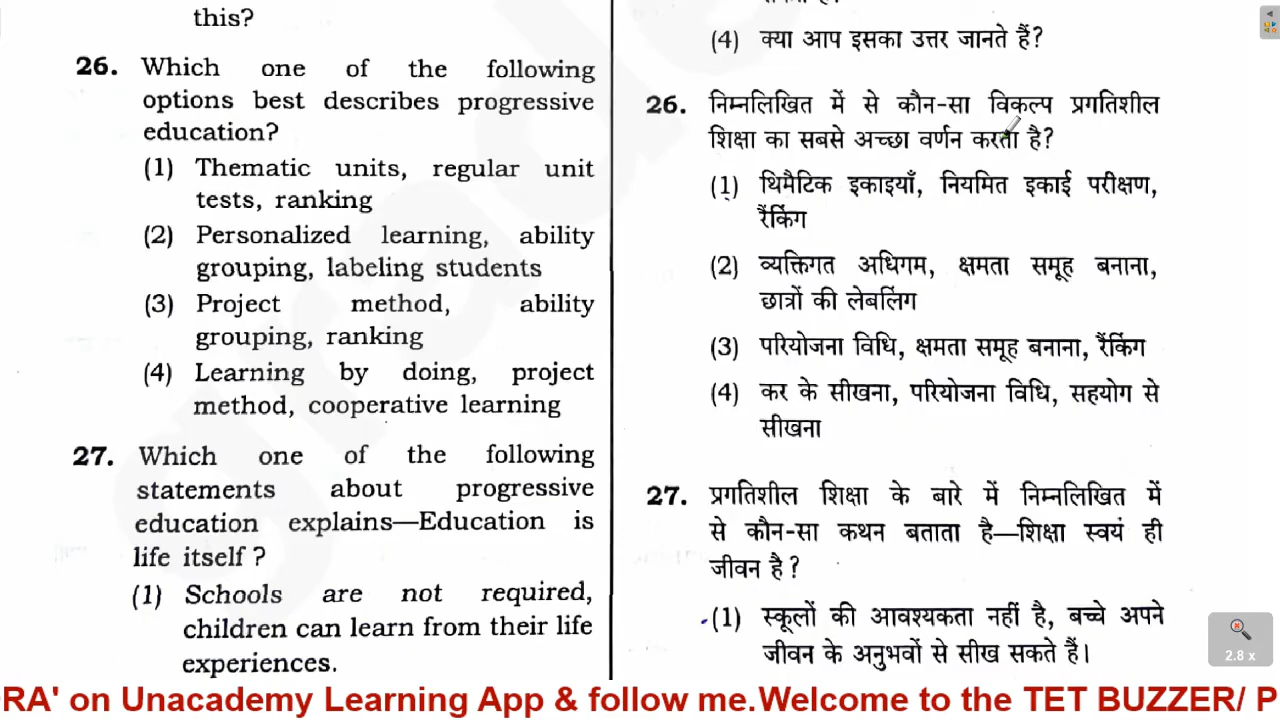 this?
26. Which one of the following
options best describes progressive
education?
(1) Thematic units, regular unit
tests, ranking
(2) Personalized learning, ability
grouping, labeling students
(3) Project method, ability
grouping, ranking
(4) Learning by doing, project
method, cooperative learning
27. Which one of the following
statements about progressive
education explains—Education is
life itself ?
(1) Schools are not required,
children can learn from their life
experiences.
(4) क्या आप इसका उत्तर जानते हैं?
26. निम्नलिखित में से कौन-सा विकल्प प्रगतिशील
शिक्षा का सबसे अच्छा वर्णन करता है?
(1) थिमैटिक इकाइयाँ, नियमित इकाई परीक्षण,
रैंकिंग
(2) व्यक्तिगत अधिगम, क्षमता समूह बनाना,
छात्रों की लेबलिंग
(3) परियोजना विधि, क्षमता समूह बनाना, रैंकिंग
(4) कर के सीखना, परियोजना विधि, सहयोग से
सीखना
27. प्रगतिशील शिक्षा के बारे में निम्नलिखित में
से कौन-सा कथन बताता है—शिक्षा स्वयं ही
जीवन है ?
(1) स्कूलों की आवश्यकता नहीं है, बच्चे अपने
जीवन के अनुभवों से सीख सकते हैं।
2.8 x
ORA' on Unacademy Learning App & follow me.Welcome to the TET BUZZER/ P